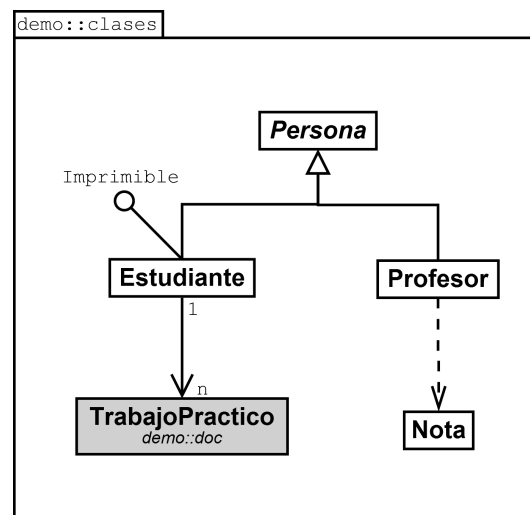 demo::clases
Persona
Imprimible
Estudiante
Profesor
1
n
TrabajoPractico
demo::doc
Nota